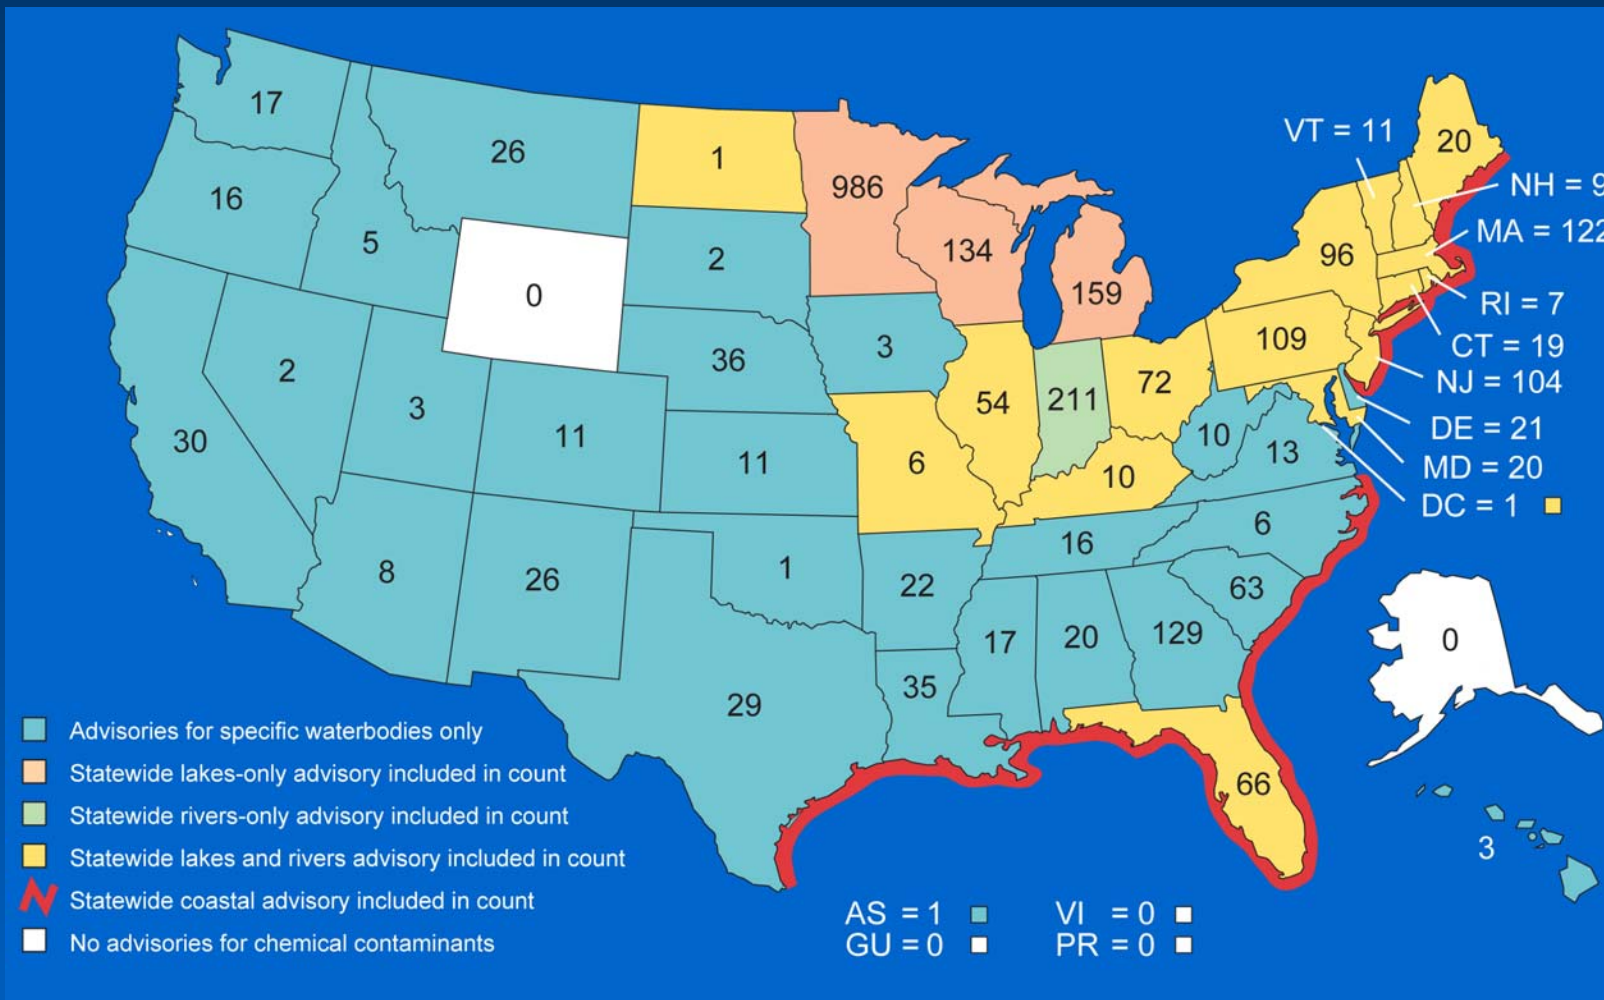 17
26
1
986
VT = 11
20
16
5
0
2
134
159
96
NH = 9
MA = 122
RI = 7
CT = 19
NJ = 104
DE = 21
MD = 20
DC = 1
30
2
3
11
36
3
54
211
72
109
11
6
10
10
13
8
26
1
22
16
6
63
29
35
17
20
129
66
0
3
Advisories for specific waterbodies only
Statewide lakes-only advisory included in count
Statewide rivers-only advisory included in count
Statewide lakes and rivers advisory included in count
Statewide coastal advisory included in count
No advisories for chemical contaminants
AS = 1
VI = 0
GU = 0
PR = 0